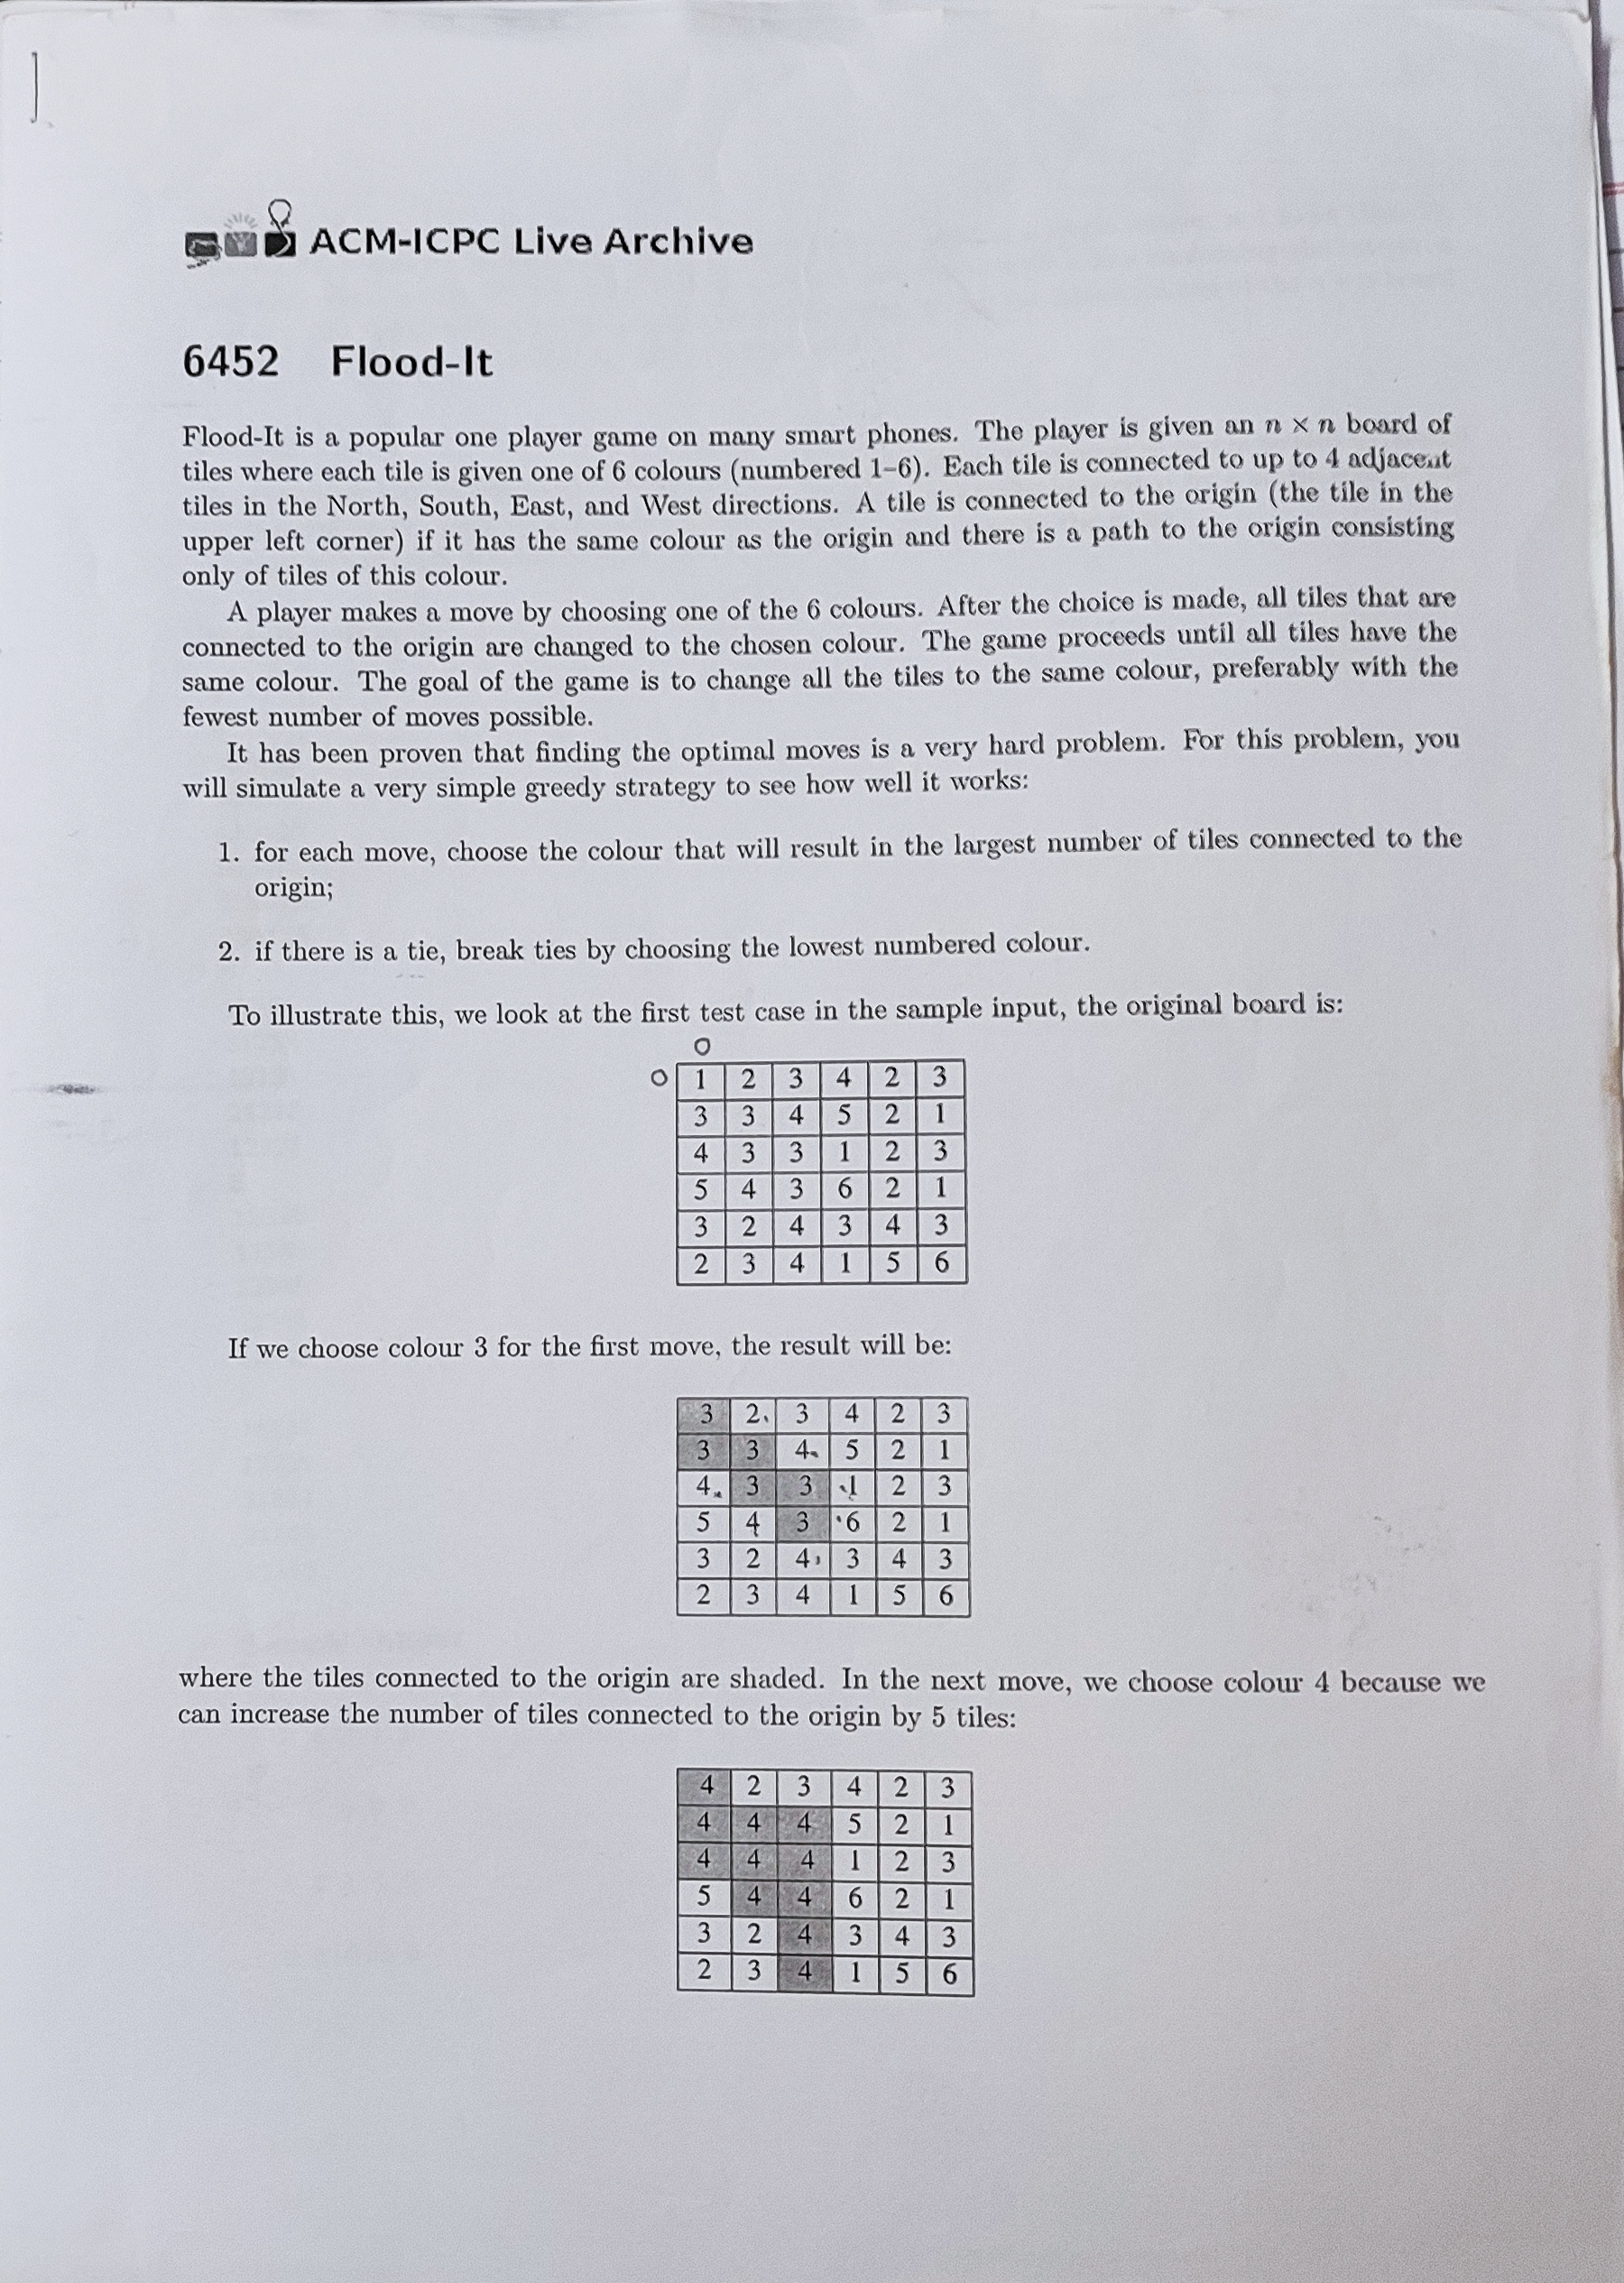 ACM-ICPC Live Archive
6452 Flood-It
Flood-It is a popular one player game on many smart phones. The player is given an n × n board of
tiles where each tile is given one of 6 colours (numbered 1–6). Each tile is connected to up to 4 adjacent
tiles in the North, South, East, and West directions. A tile is connected to the origin (the tile in the
upper left corner) if it has the same colour as the origin and there is a path to the origin consisting
only of tiles of this colour.
A player makes a move by choosing one of the 6 colours. After the choice is made, all tiles that are
connected to the origin are changed to the chosen colour. The game proceeds until all tiles have the
same colour. The goal of the game is to change all the tiles to the same colour, preferably with the
fewest number of moves possible.
It has been proven that finding the optimal moves is a very hard problem. For this problem, you
will simulate a very simple greedy strategy to see how well it works:
1. for each move, choose the colour that will result in the largest number of tiles connected to the
origin;
2. if there is a tie, break ties by choosing the lowest numbered colour.
To illustrate this, we look at the first test case in the sample input, the original board is:
0
0 1 2 3 4 2 3
3 3 4 5 2 1
4 3 3 1 2 3
5 4 3 6 2 1
3 2 4 3 4 3
2 3 4 1 5 6
If we choose colour 3 for the first move, the result will be:
3 2 3 4 2 3
3 3 4 5 2 1
4 3 3 1 2 3
5 4 3 6 2 1
3 2 4 3 4 3
2 3 4 1 5 6
where the tiles connected to the origin are shaded. In the next move, we choose colour 4 because we
can increase the number of tiles connected to the origin by 5 tiles:
4 2 3 4 2 3
4 4 4 5 2 1
4 4 4 1 2 3
5 4 4 6 2 1
3 2 4 3 4 3
2 3 4 1 5 6